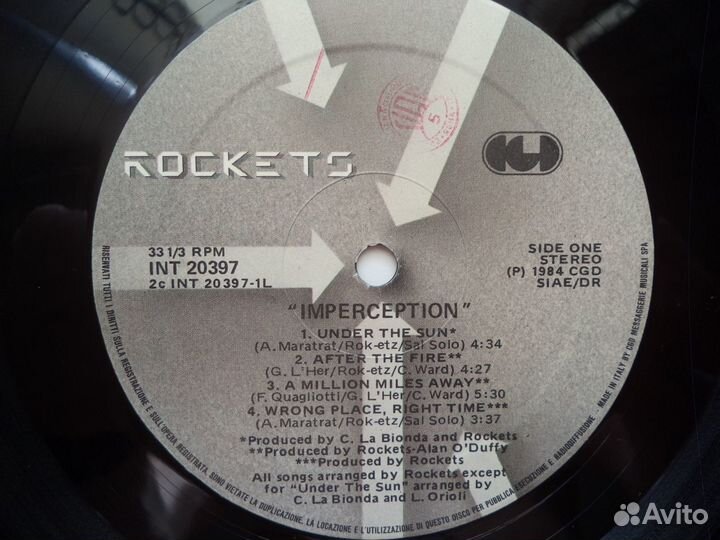 ROCKETS
33 1/3 RPM
INT 20397
2c INT 20397-1L
SIDE ONE
STEREO
(P) 1984 CGD
SIAE/DR
"IMPERCEPTION"
1. UNDER THE SUN*
(A. Maratrat/Rok-etz/Sal Solo) 4:34
2. AFTER THE FIRE**
(G. L'Her/Rok-etz/C. Ward) 4:27
3. A MILLION MILES AWAY**
(F. Quagliotti/G. L'Her/C. Ward) 5:30
4. WRONG PLACE, RIGHT TIME***
(A. Maratrat/Rok-etz/Sal Solo) 3:37
*Produced by C. La Bionda and Rockets
**Produced by Rockets-Alan O'Duffy
***Produced by Rockets
All songs arranged by Rockets except
for "Under The Sun" arranged by
C. La Bionda and L. Orioli
RISERVATI TUTTI I DIRITTI SULLA REGISTRAZIONE E SULL'OPERA REGISTRATA. SONO VIETATE LA DUPLICAZIONE, LA LOCAZIONE E L'UTILIZZAZIONE DI QUESTO DISCO PER PUBBLICA ESECUZIONE E RADIODIFFUSIONE. - MADE IN ITALY BY CGD MESSAGGERIE MUSICALI SPA
5
Avito